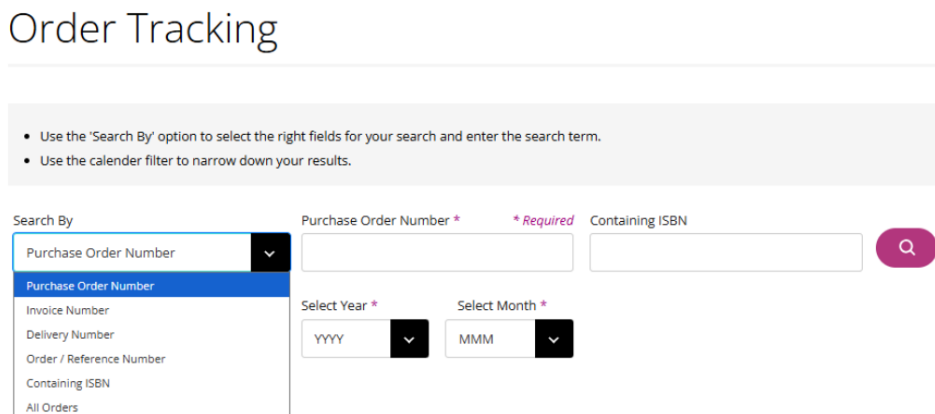 Order Tracking
• Use the 'Search By' option to select the right fields for your search and enter the search term.
• Use the calender filter to narrow down your results.
Search By
Purchase Order Number * * Required
Containing ISBN
Purchase Order Number
Purchase Order Number
Invoice Number
Delivery Number
Order / Reference Number
Containing ISBN
All Orders
Select Year * Select Month *
YYYY MMM